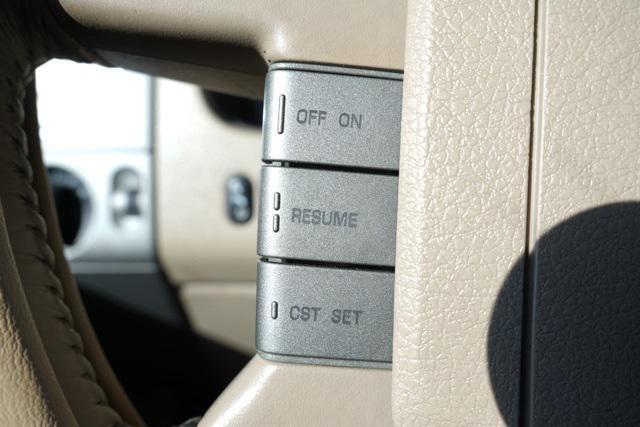 OFF ON
RESUME
CST SET